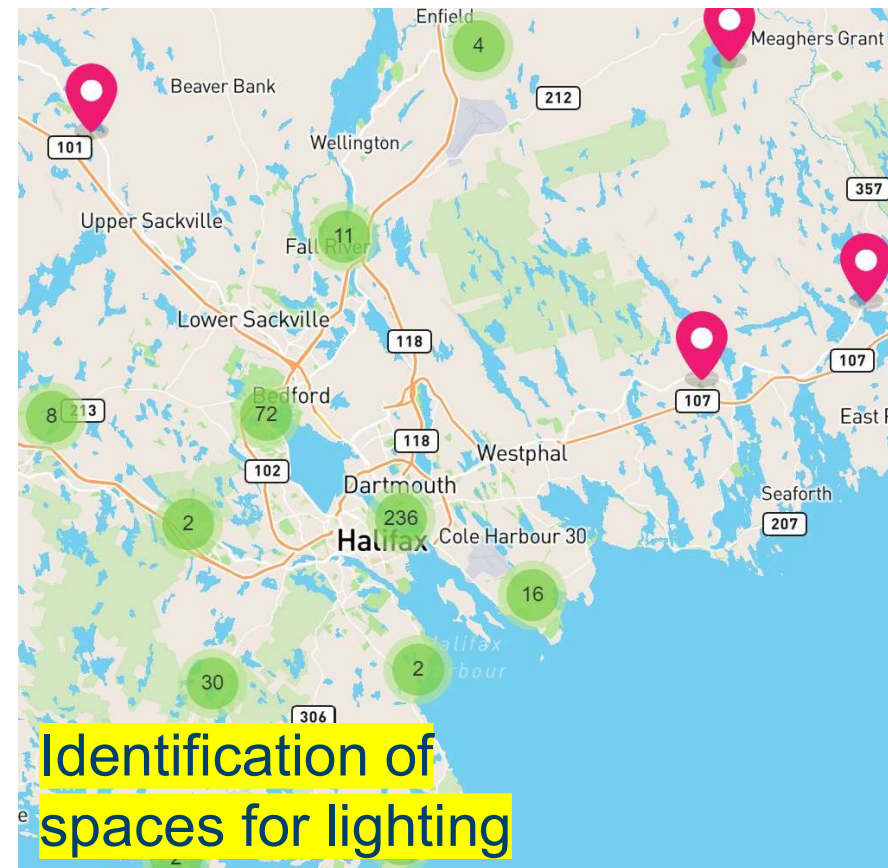 Enfield
4
Meaghers Grant
Beaver Bank
212
Wellington
101
357
Upper Sackville
11
Fall River
Lower Sackville
118
107
107
Bedford
8
213
72
East
118
Westphal
102
Dartmouth
Seaforth
236
2
207
Halifax
Cole Harbour 30
16
Halifax
Harbour
2
30
306
Identification of
e
spaces for lighting
2